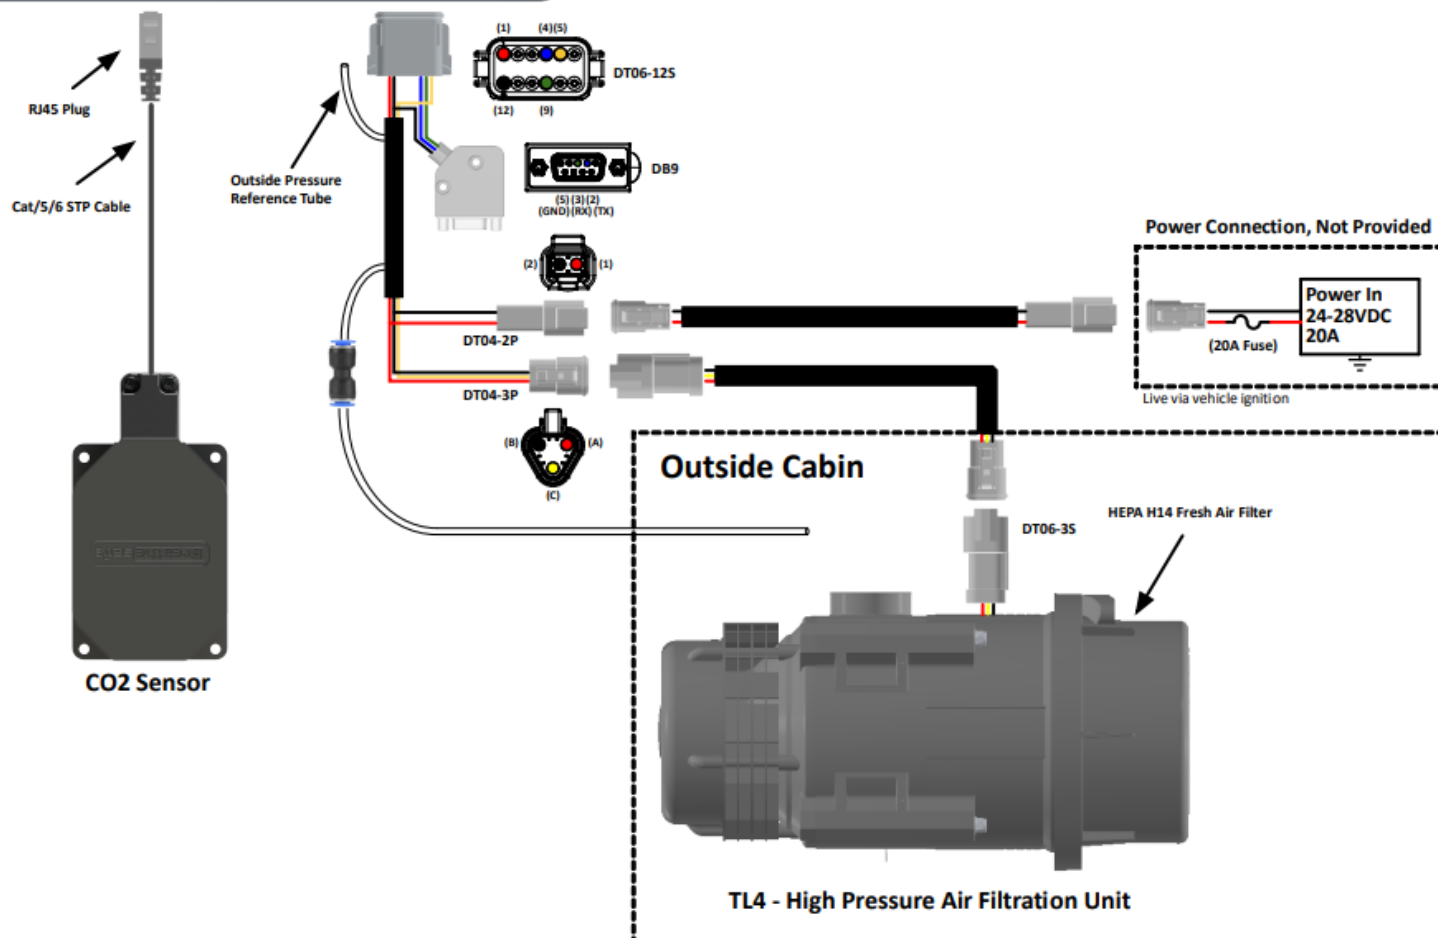 RJ45 Plug
Cat/5/6 STP Cable
Outside Pressure
Reference Tube
(1) (4)(5)
DT06-12S
(12) (9)
DB9
(5)(3)(2)
(GND)(RX)(TX)
(2) (1)
DT04-2P
DT04-3P
(B) (A)
(C)
Power Connection, Not Provided
Power In
24-28VDC
20A
(20A Fuse)
Live via vehicle ignition
Outside Cabin
DT06-3S
HEPA H14 Fresh Air Filter
CO2 Sensor
TL4 - High Pressure Air Filtration Unit